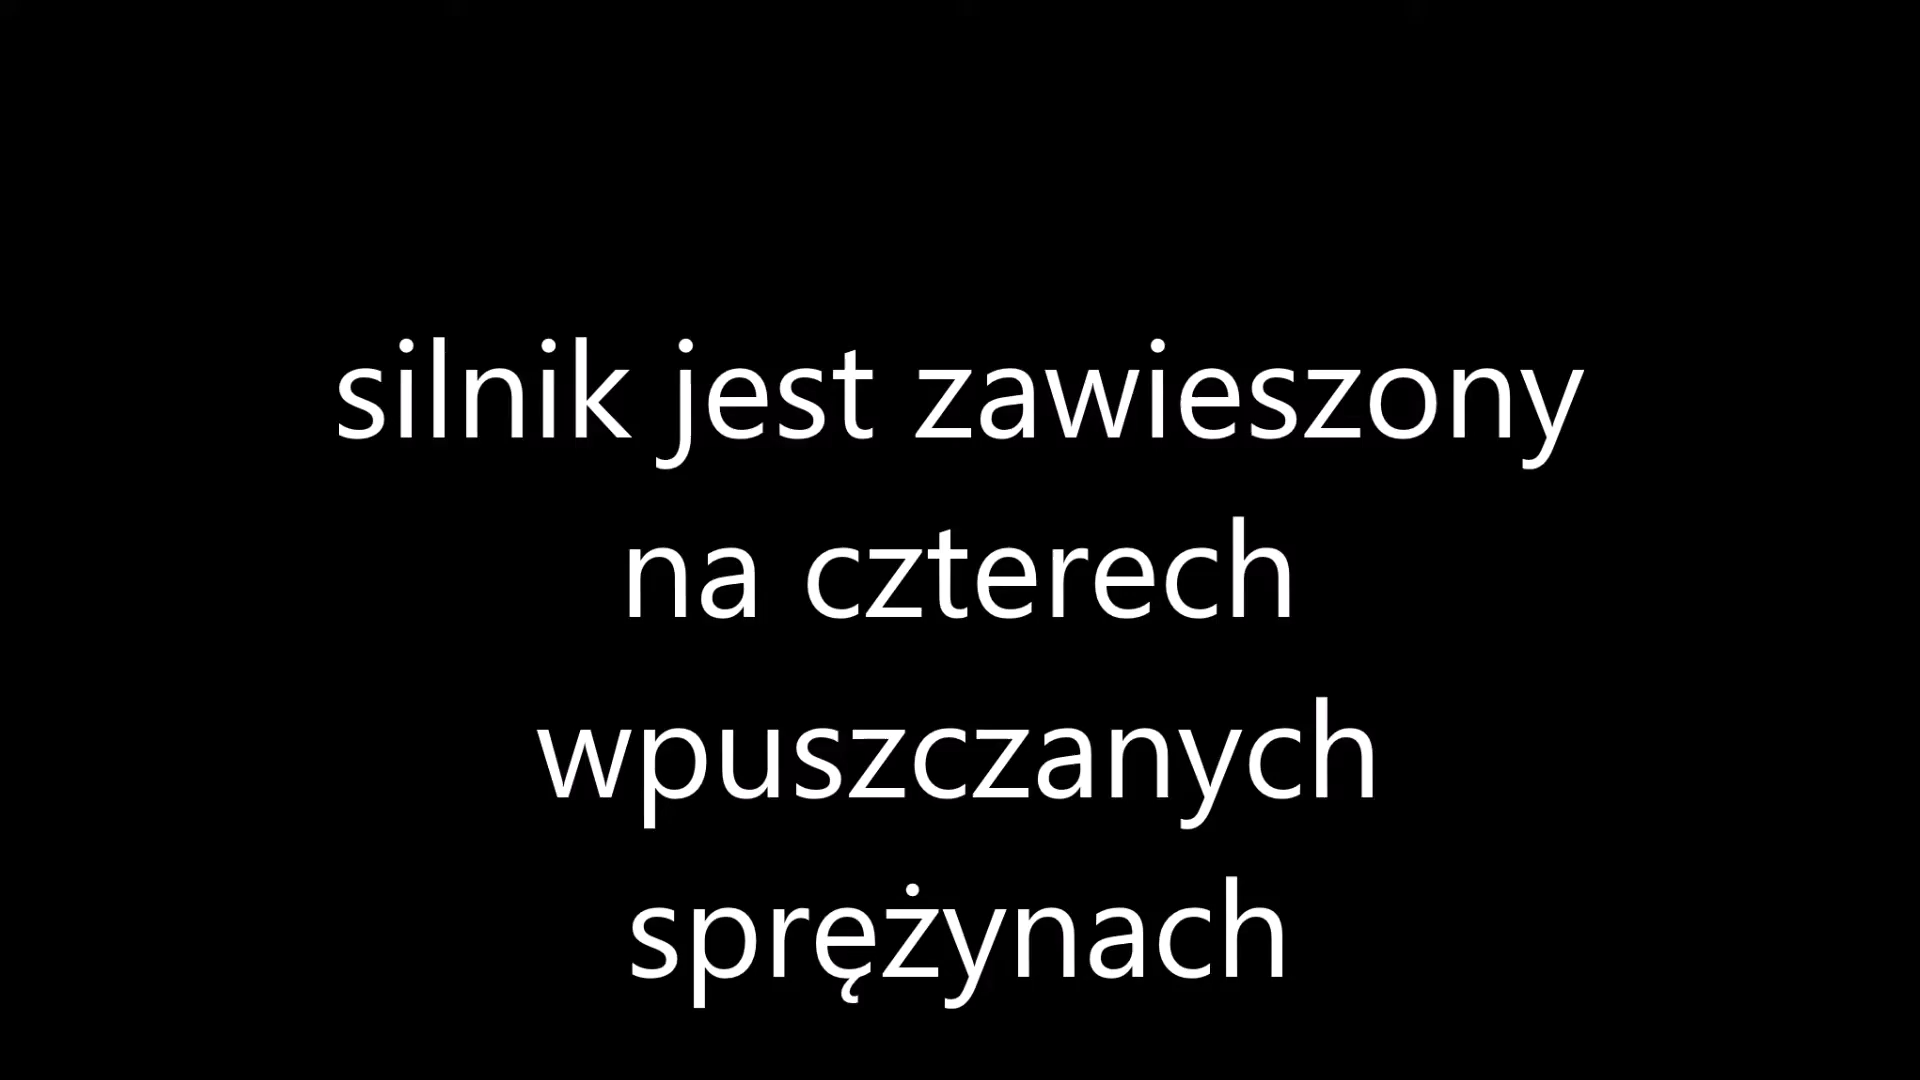 silnik jest zawieszony
na czterech
wpuszczanych
sprężynach